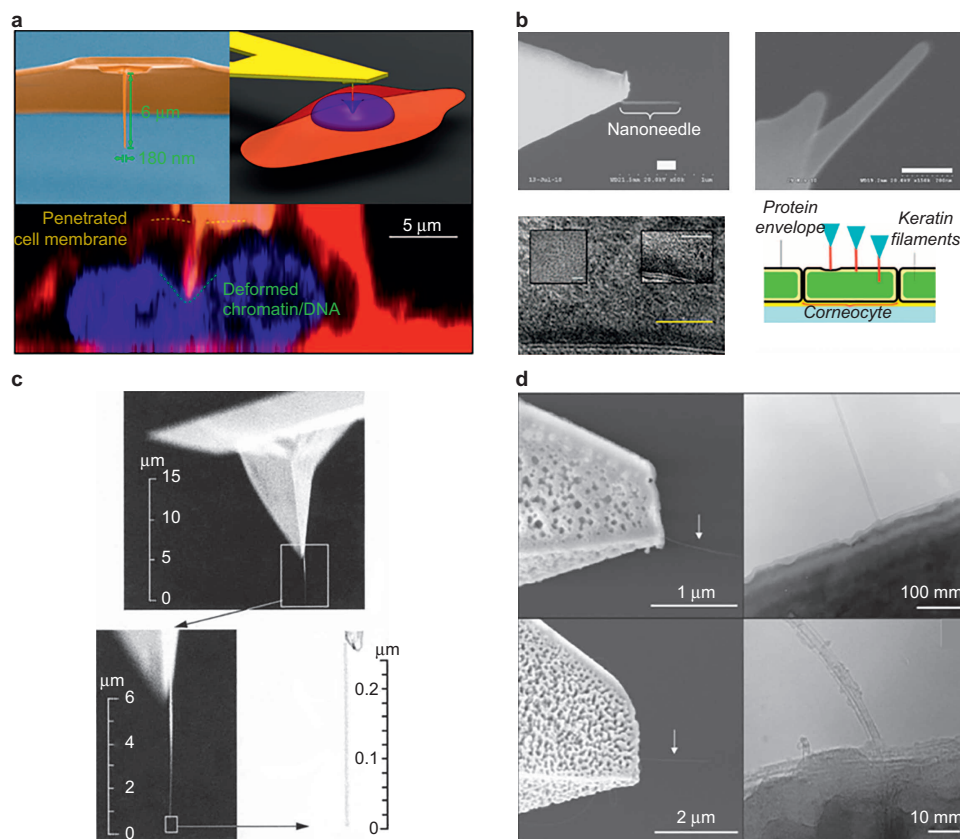 a
6 µm
180 nm
Penetrated
cell membrane
5 µm
Deformed
chromatin/DNA
b
Nanoneedle
2um
Protein
envelope
Keratin
filaments
Corneocyte
c
µm
15
10
5
0
µm
6
4
2
0
0.2
0.1
0
d
1 µm
100 mm
2 µm
10 mm